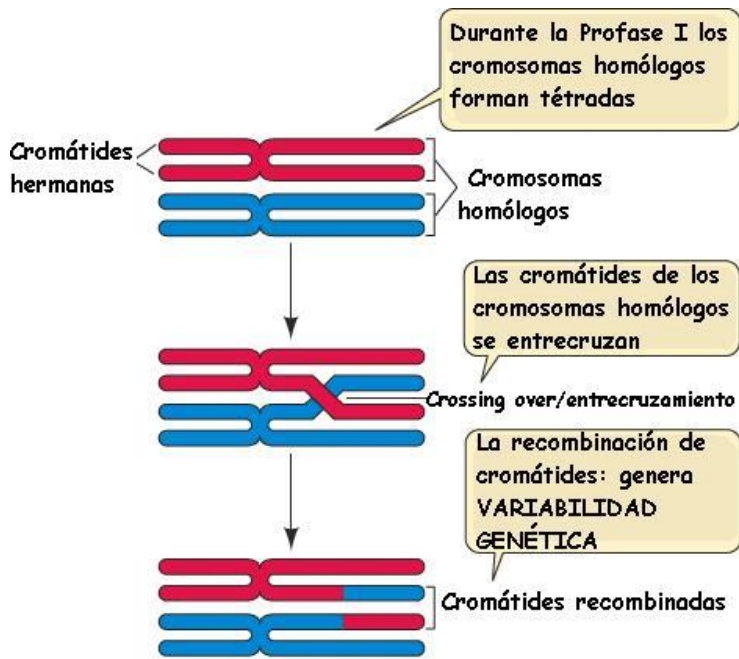 Durante la Profase I los
cromosomas homólogos
forman tétradas
Cromátides
hermanas
Cromosomas
homólogos
Las cromátides de los
cromosomas homólogos
se entrecruzan
Crossing over/entrecruzamiento
La recombinación de
cromátides: genera
VARIABILIDAD
GENÉTICA
Cromátides recombinadas